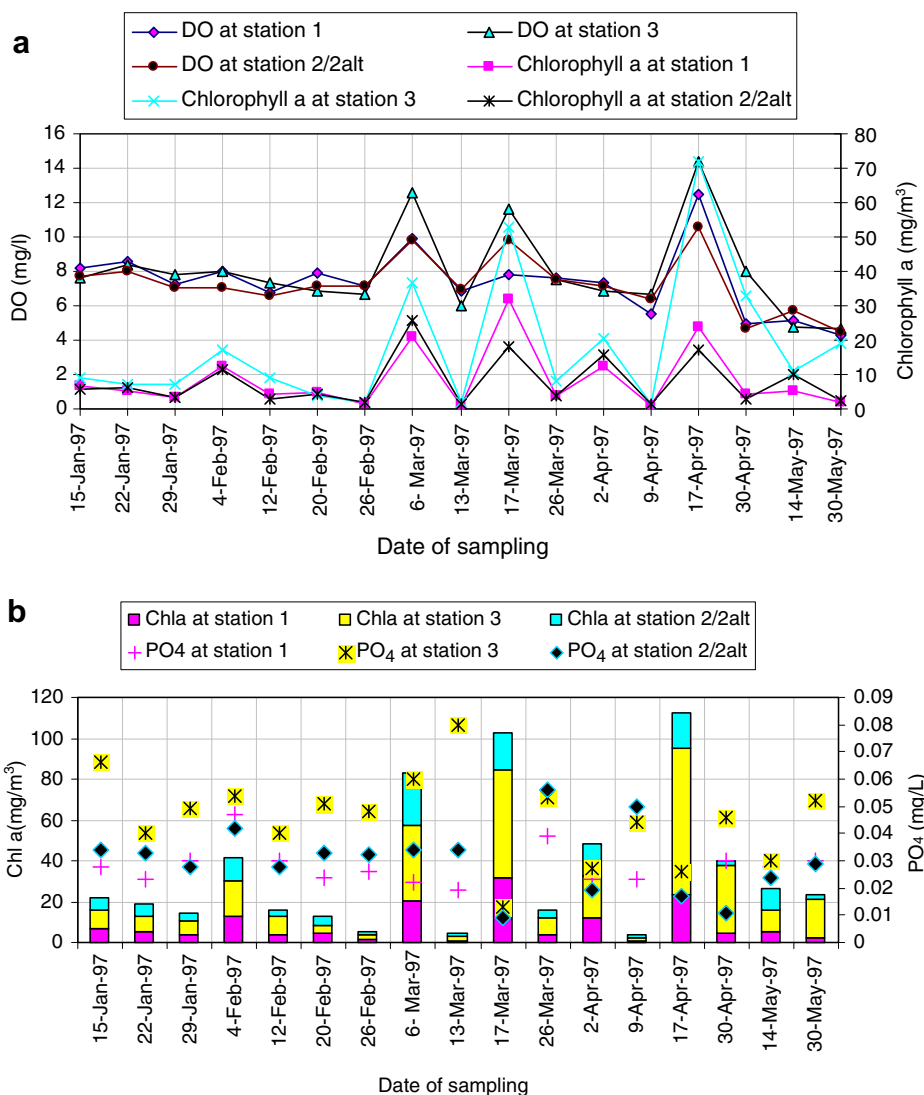 a
DO at station 1
DO at station 3
DO at station 2/2alt
Chlorophyll a at station 1
Chlorophyll a at station 3
Chlorophyll a at station 2/2alt
16
14
12
10
8
6
4
2
0
DO (mg/l)
80
70
60
50
40
30
20
10
0
Chlorophyll a (mg/m³)
15-Jan-97
22-Jan-97
29-Jan-97
4-Feb-97
12-Feb-97
20-Feb-97
26-Feb-97
6- Mar-97
13-Mar-97
17-Mar-97
26-Mar-97
2-Apr-97
9-Apr-97
17-Apr-97
30-Apr-97
14-May-97
30-May-97
Date of sampling
b
Chla at station 1
Chla at station 3
Chla at station 2/2alt
PO4 at station 1
PO₄ at station 3
PO₄ at station 2/2alt
120
100
80
60
40
20
0
Chl a(mg/m³)
0.09
0.08
0.07
0.06
0.05
0.04
0.03
0.02
0.01
0
PO₄ (mg/L)
15-Jan-97
22-Jan-97
29-Jan-97
4-Feb-97
12-Feb-97
20-Feb-97
26-Feb-97
6- Mar-97
13-Mar-97
17-Mar-97
26-Mar-97
2-Apr-97
9-Apr-97
17-Apr-97
30-Apr-97
14-May-97
30-May-97
Date of sampling